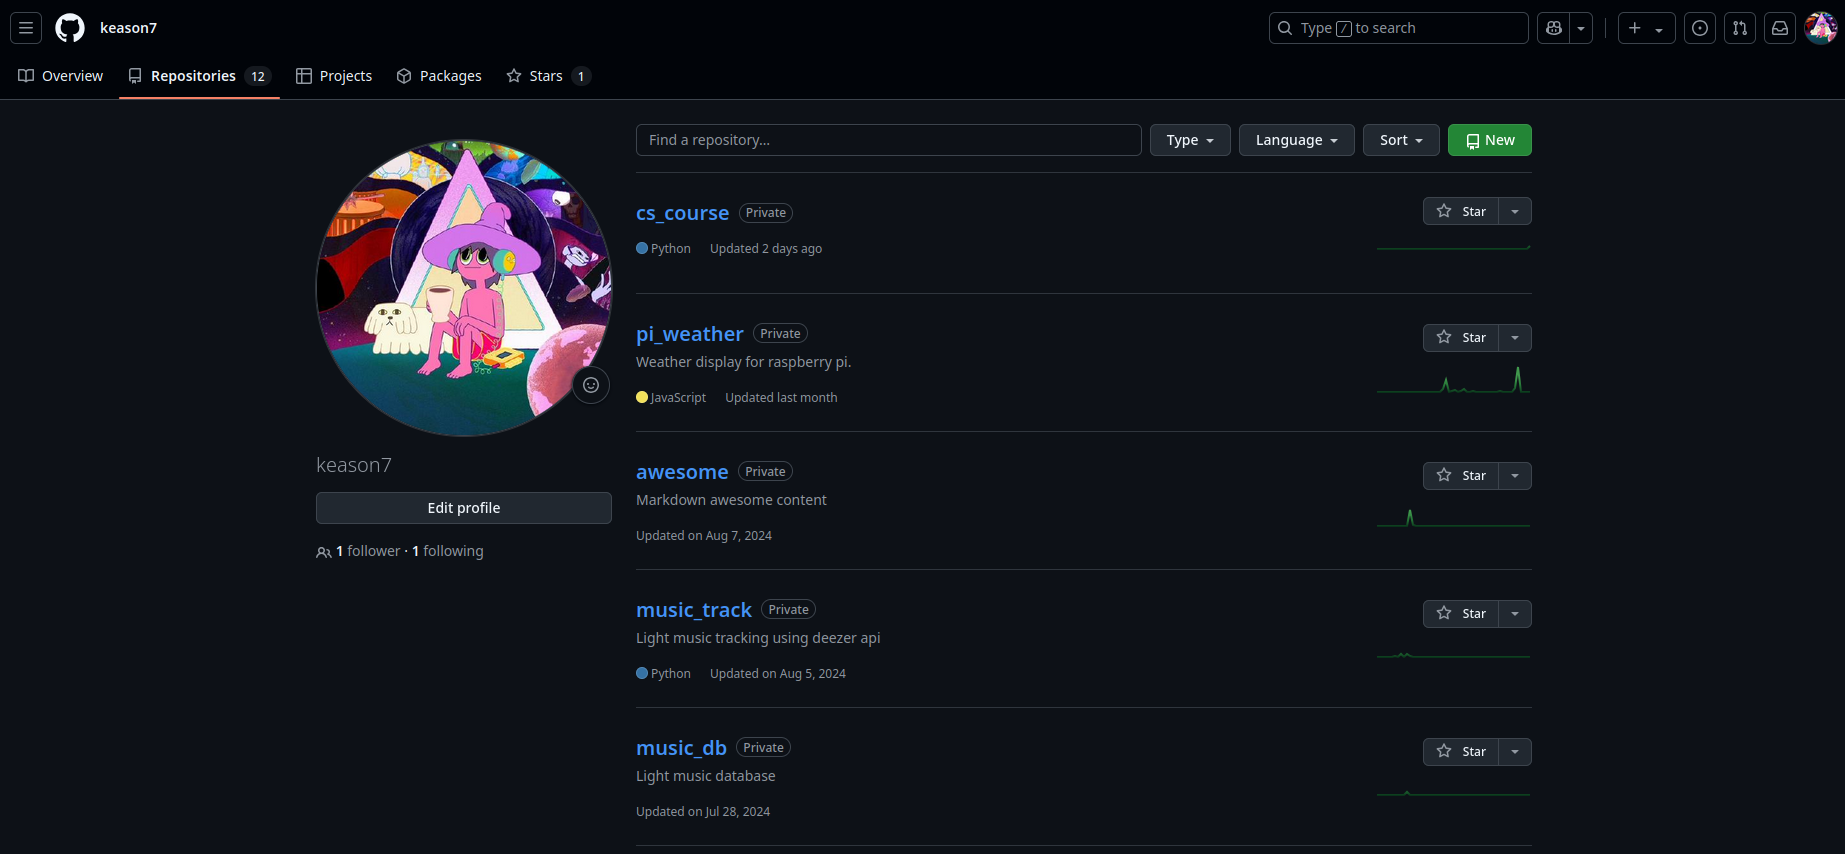 keason7
Type / to search
Overview Repositories 12 Projects Packages Stars 1
Find a repository... Type Language Sort New
cs_course Private Star
Python Updated 2 days ago
pi_weather Private Star
Weather display for raspberry pi.
JavaScript Updated last month
awesome Private Star
Markdown awesome content
Updated on Aug 7, 2024
music_track Private Star
Light music tracking using deezer api
Python Updated on Aug 5, 2024
music_db Private Star
Light music database
Updated on Jul 28, 2024
keason7
Edit profile
1 follower · 1 following